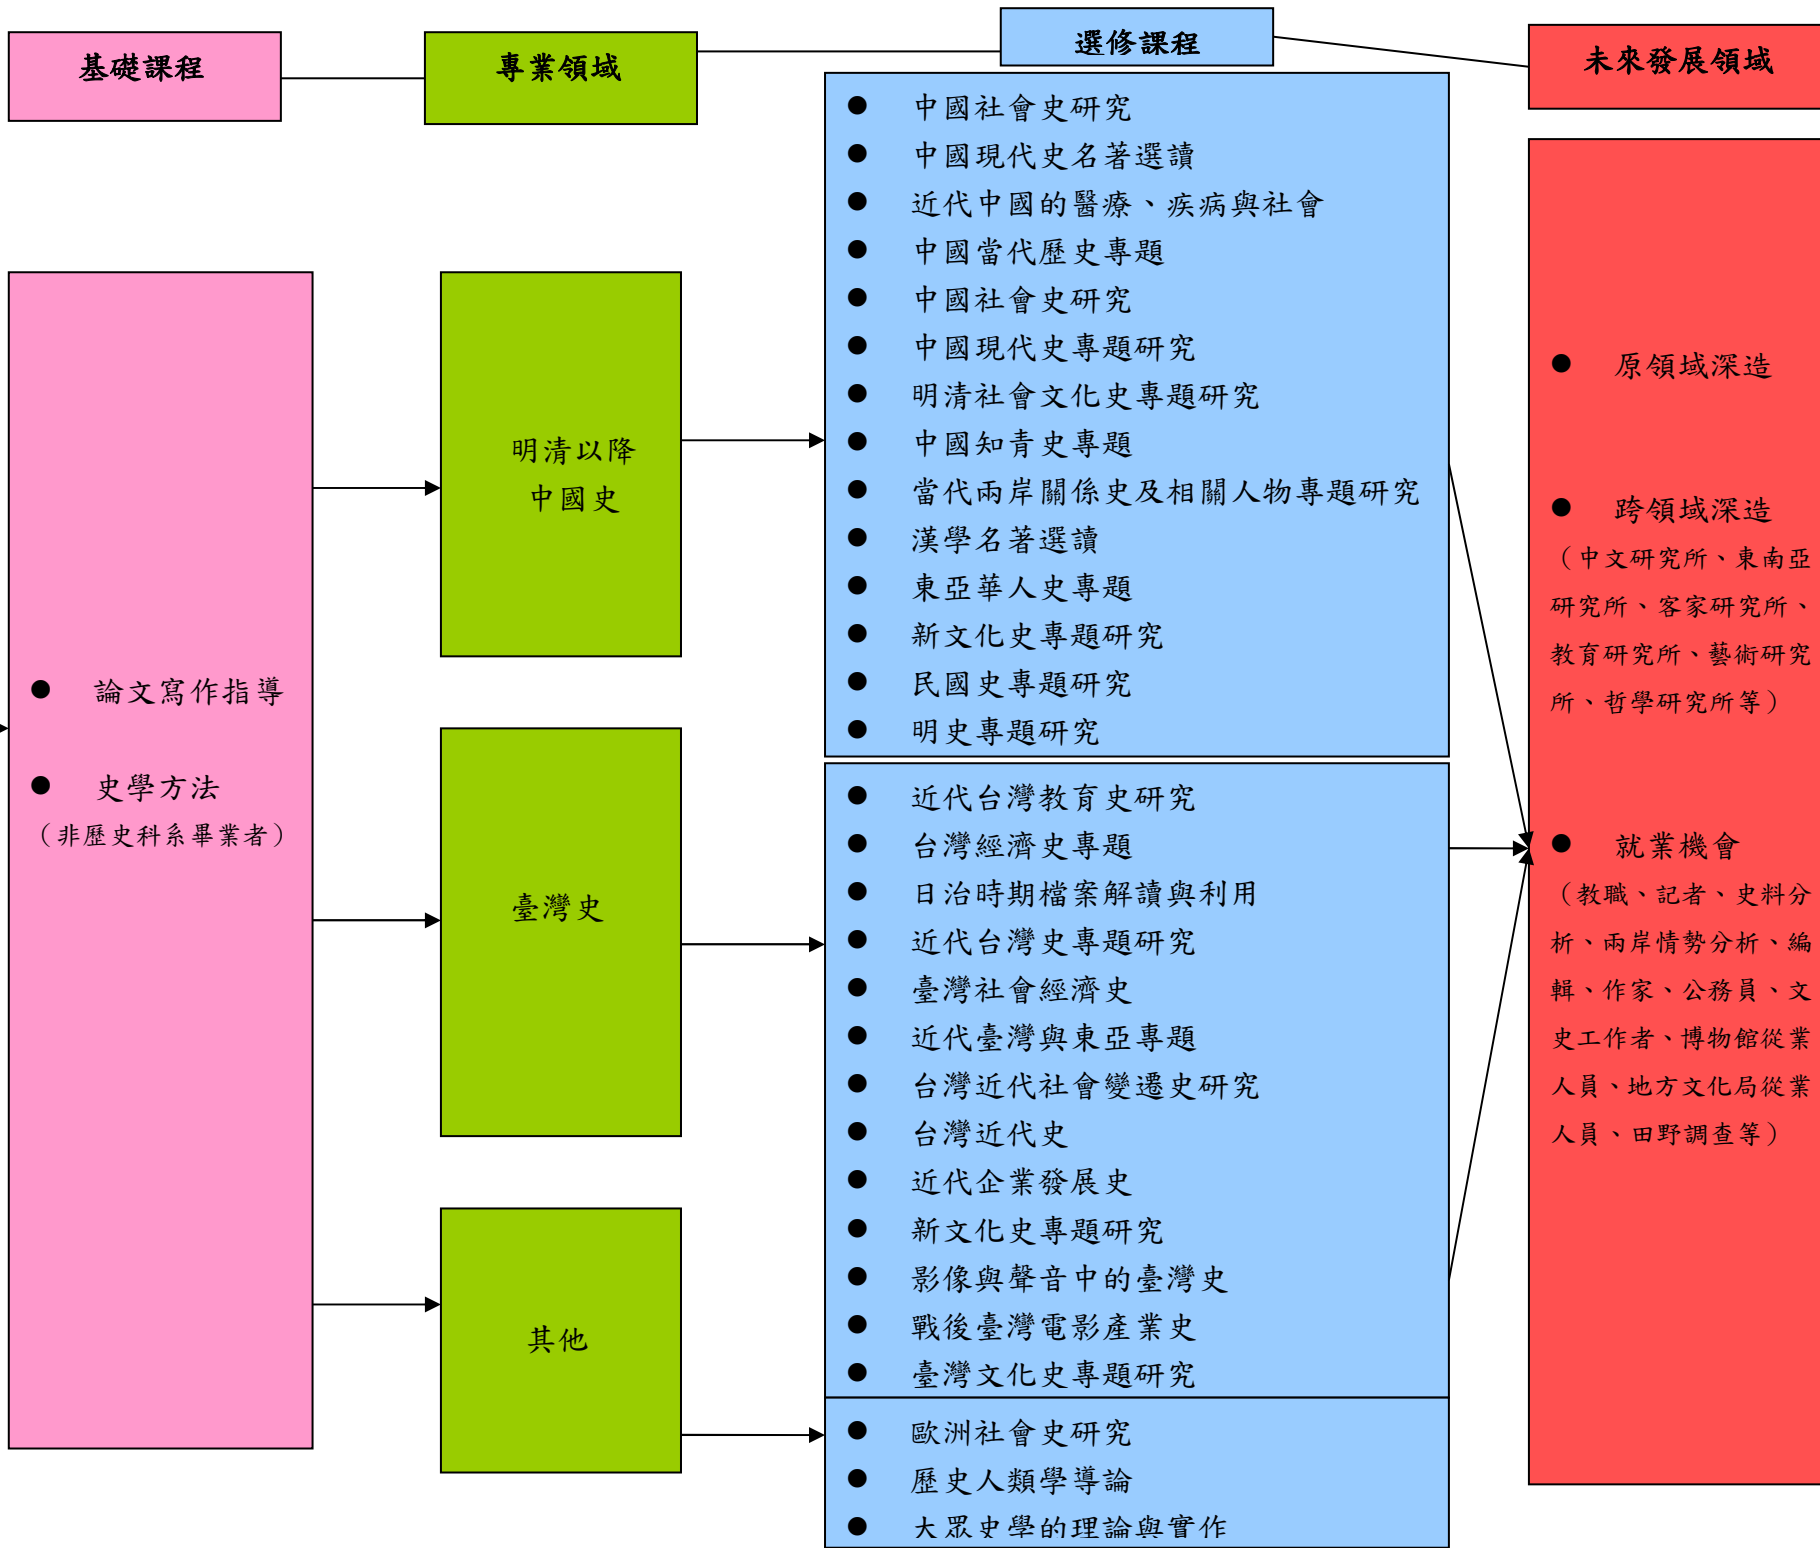 基礎課程
專業領域
選修課程
未來發展領域
● 論文寫作指導
● 史學方法
（非歷史科系畢業者）
明清以降
中國史
臺灣史
其他
● 中國社會史研究
● 中國現代史名著選讀
● 近代中國的醫療、疾病與社會
● 中國當代歷史專題
● 中國社會史研究
● 中國現代史專題研究
● 明清社會文化史專題研究
● 中國知青史專題
● 當代兩岸關係史及相關人物專題研究
● 漢學名著選讀
● 東亞華人史專題
● 新文化史專題研究
● 民國史專題研究
● 明史專題研究
● 近代台灣教育史研究
● 台灣經濟史專題
● 日治時期檔案解讀與利用
● 近代台灣史專題研究
● 臺灣社會經濟史
● 近代臺灣與東亞專題
● 台灣近代社會變遷史研究
● 台灣近代史
● 近代企業發展史
● 新文化史專題研究
● 影像與聲音中的臺灣史
● 戰後臺灣電影產業史
● 臺灣文化史專題研究
● 歐洲社會史研究
● 歷史人類學導論
● 大眾史學的理論與實作
● 原領域深造
● 跨領域深造
（中文研究所、東南亞
研究所、客家研究所、
教育研究所、藝術研究
所、哲學研究所等）
● 就業機會
（教職、記者、史料分
析、兩岸情勢分析、編
輯、作家、公務員、文
史工作者、博物館從業
人員、地方文化局從業
人員、田野調查等）